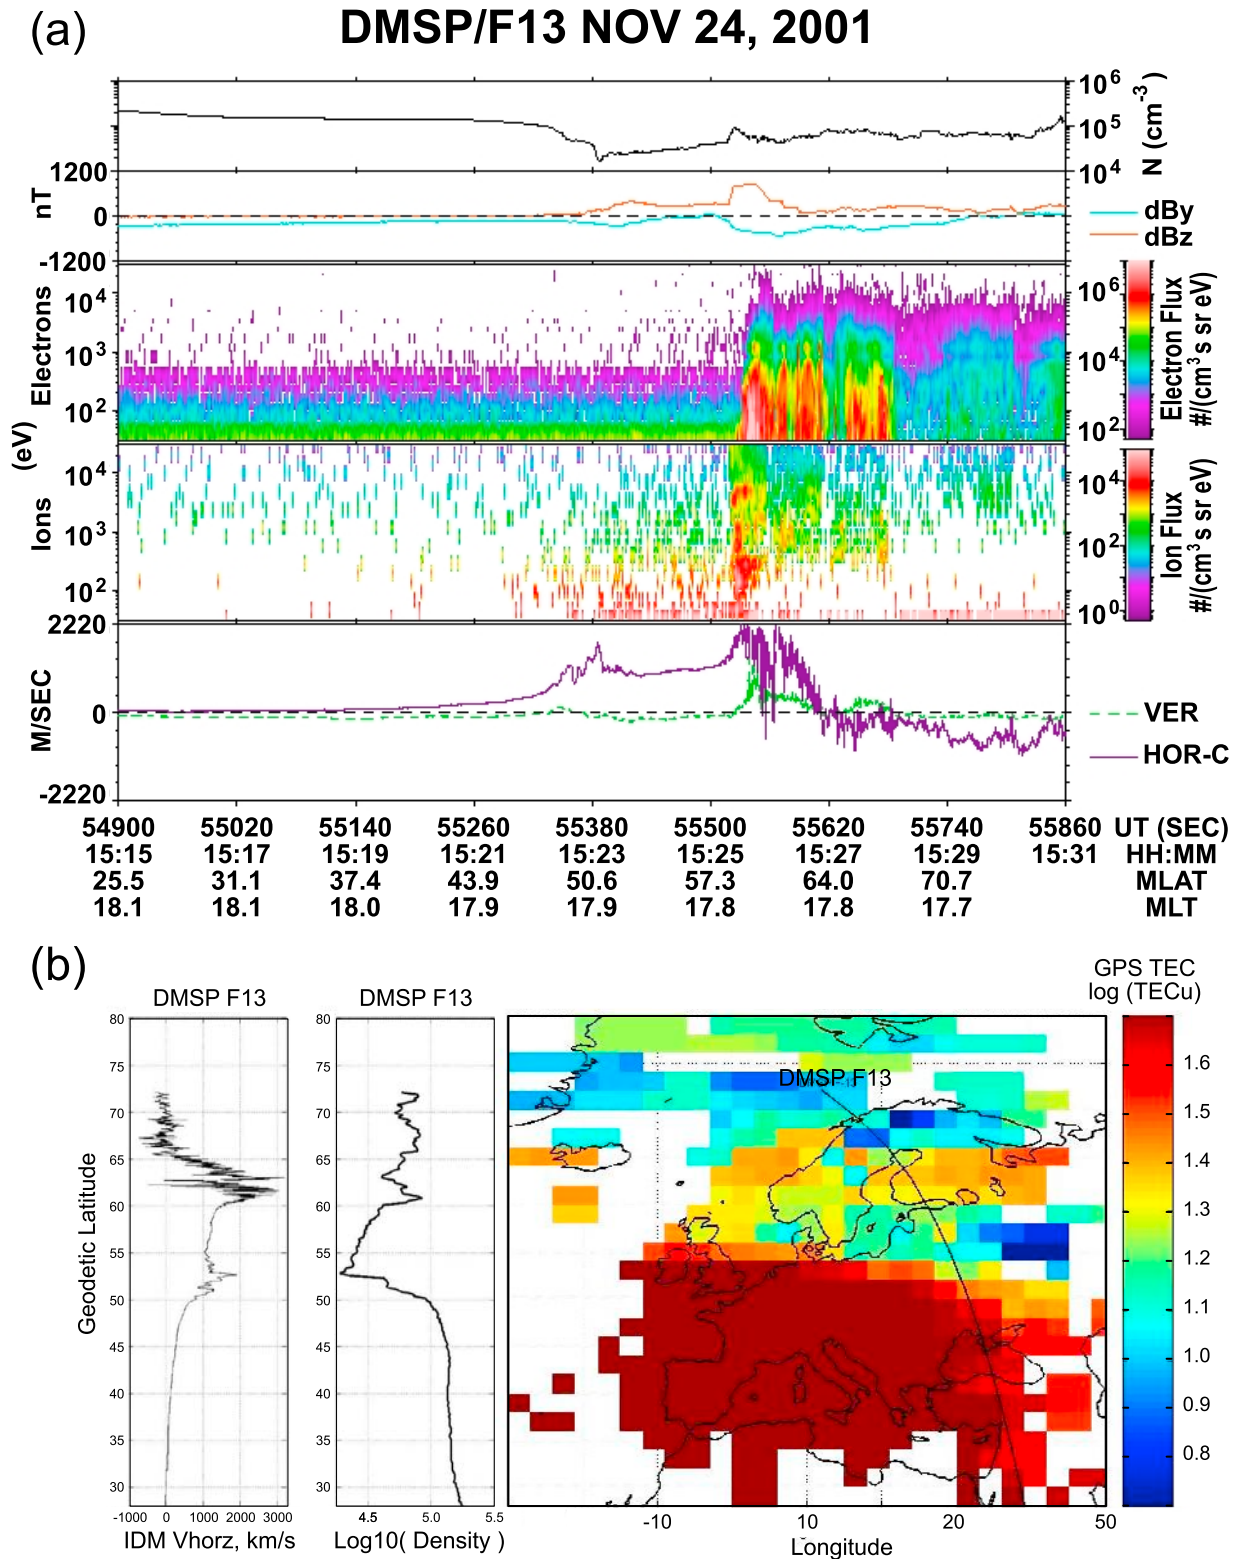 (a)
DMSP/F13 NOV 24, 2001
10^6
10^5
10^4
N (cm^-3)
1200
0
-1200
nT
dBy
dBz
10^4
10^3
10^2
Electrons
10^6
10^4
10^2
Electron Flux
#/(cm^3 s sr eV)
(eV)
10^4
10^3
10^2
Ions
10^4
10^2
10^0
Ion Flux
#/(cm^3 s sr eV)
2220
0
-2220
M/SEC
VER
HOR-C
54900 55020 55140 55260 55380 55500 55620 55740 55860 UT (SEC)
15:15 15:17 15:19 15:21 15:23 15:25 15:27 15:29 15:31 HH:MM
25.5 31.1 37.4 43.9 50.6 57.3 64.0 70.7 MLAT
18.1 18.1 18.0 17.9 17.9 17.8 17.8 17.7 MLT
(b)
DMSP F13
80
75
70
65
60
55
50
45
40
35
30
Geodetic Latitude
-1000 0 1000 2000 3000
IDM Vhorz, km/s
DMSP F13
80
75
70
65
60
55
50
45
40
35
30
4.5 5.0 5.5
Log10( Density )
DMSP F13
-10 10 20 50
Longitude
GPS TEC
log (TECu)
1.6
1.5
1.4
1.3
1.2
1.1
1.0
0.9
0.8